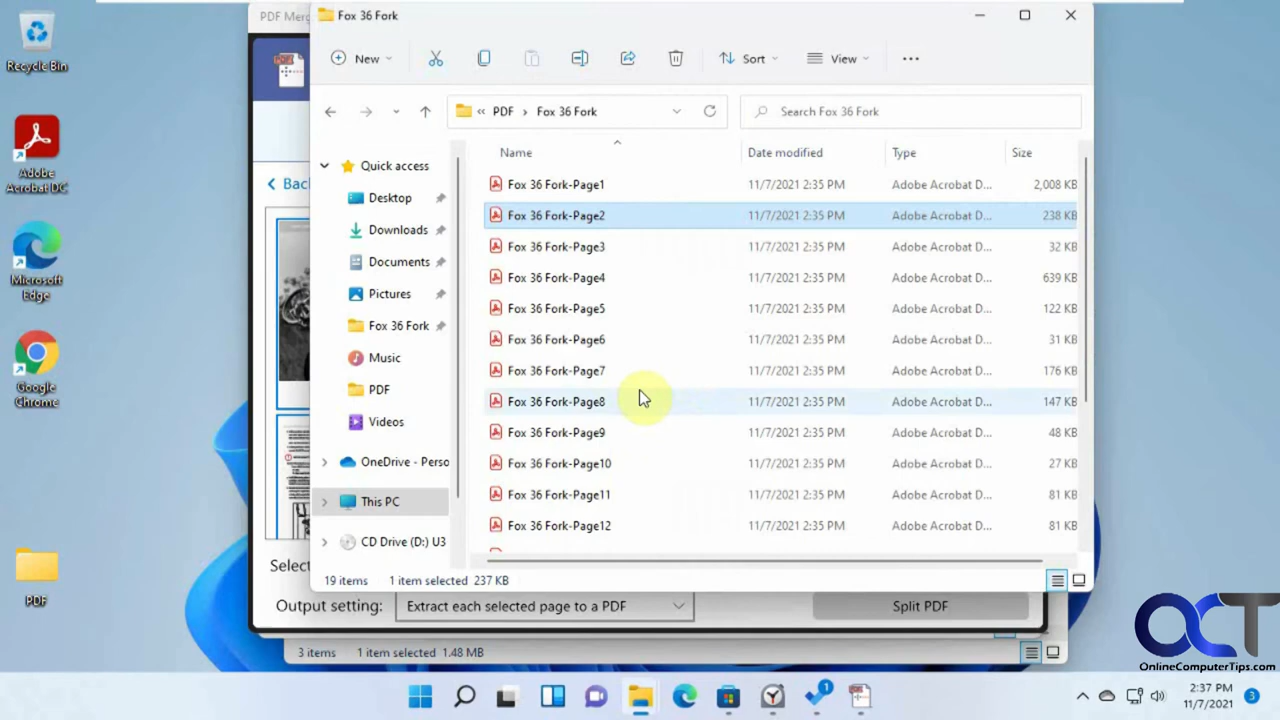 Recycle Bin
Adobe
Acrobat DC
Microsoft
Edge
Google
Chrome
PDF
PDF Merg
Fox 36 Fork
New
Sort
View
PDF › Fox 36 Fork
Search Fox 36 Fork
Name Date modified Type Size
Quick access
Desktop
Downloads
Documents
Pictures
Fox 36 Fork
Music
PDF
Videos
OneDrive - Perso
This PC
CD Drive (D:) U3
Fox 36 Fork-Page1 11/7/2021 2:35 PM Adobe Acrobat D... 2,008 KB
Fox 36 Fork-Page2 11/7/2021 2:35 PM Adobe Acrobat D... 238 KB
Fox 36 Fork-Page3 11/7/2021 2:35 PM Adobe Acrobat D... 32 KB
Fox 36 Fork-Page4 11/7/2021 2:35 PM Adobe Acrobat D... 639 KB
Fox 36 Fork-Page5 11/7/2021 2:35 PM Adobe Acrobat D... 122 KB
Fox 36 Fork-Page6 11/7/2021 2:35 PM Adobe Acrobat D... 31 KB
Fox 36 Fork-Page7 11/7/2021 2:35 PM Adobe Acrobat D... 176 KB
Fox 36 Fork-Page8 11/7/2021 2:35 PM Adobe Acrobat D... 147 KB
Fox 36 Fork-Page9 11/7/2021 2:35 PM Adobe Acrobat D... 48 KB
Fox 36 Fork-Page10 11/7/2021 2:35 PM Adobe Acrobat D... 27 KB
Fox 36 Fork-Page11 11/7/2021 2:35 PM Adobe Acrobat D... 81 KB
Fox 36 Fork-Page12 11/7/2021 2:35 PM Adobe Acrobat D... 81 KB
19 items 1 item selected 237 KB
Bac
Selec
Output setting: Extract each selected page to a PDF Split PDF
3 items 1 item selected 1.48 MB
OCT
OnlineComputerTips.com
1
2:37 PM
11/7/2021
3